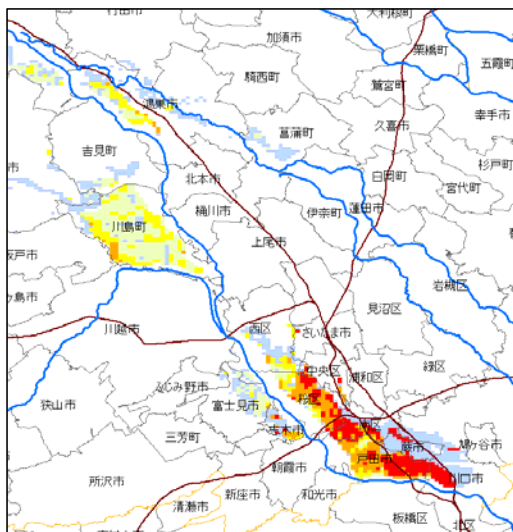 行田市
加須市
大利根町
栗橋町
五霞町
騎西町
鷲宮町
鴻巣市
幸手市
菖蒲町
久喜市
吉見町
杉戸町
北本市
白岡町
宮代町
桶川市
伊奈町
蓮田市
川島町
上尾市
坂戸市
岩槻区
見沼区
川越市
西区
さいたま市
中央区
浦和区
緑区
ふじみ野市
桜区
狭山市
富士見市
南区
志木市
三芳町
蕨市
鳩ヶ谷市
戸田市
朝霞市
川口市
所沢市
新座市
和光市
清瀬市
板橋区
北区